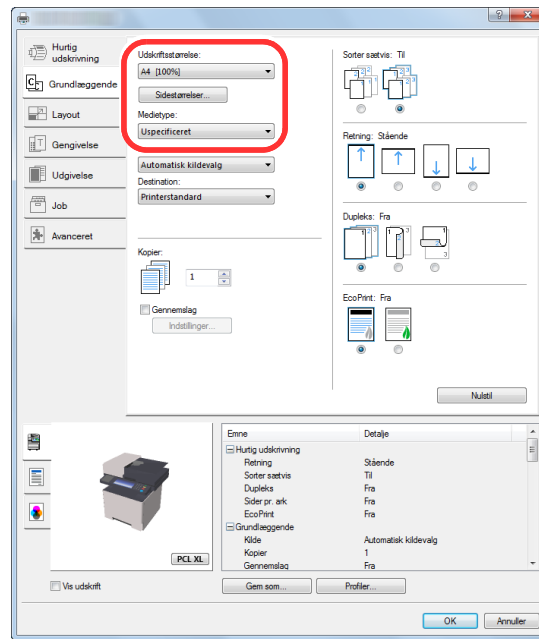 Hurtig
udskrivning
Grundlæggende
Layout
Gengivelse
Udgivelse
Job
Avanceret
Udskriftsstørrelse:
A4 [100%]
Sidestørrelser...
Medietype:
Uspecificeret
Automatisk kildevalg
Destination:
Printerstandard
Kopier:
1
Gennemslag
Indstillinger...
Sorter sætvis: Til
Retning: Stående
Dupleks: Fra
EcoPrint: Fra
Nulstil
PCL XL
Vis udskrift
Emne Detalje
Hurtig udskrivning
Retning Stående
Sorter sætvis Til
Dupleks Fra
Sider pr. ark Fra
EcoPrint Fra
Grundlæggende
Kilde Automatisk kildevalg
Kopier 1
Gennemslag Fra
Gem som... Profiler...
OK Annuller